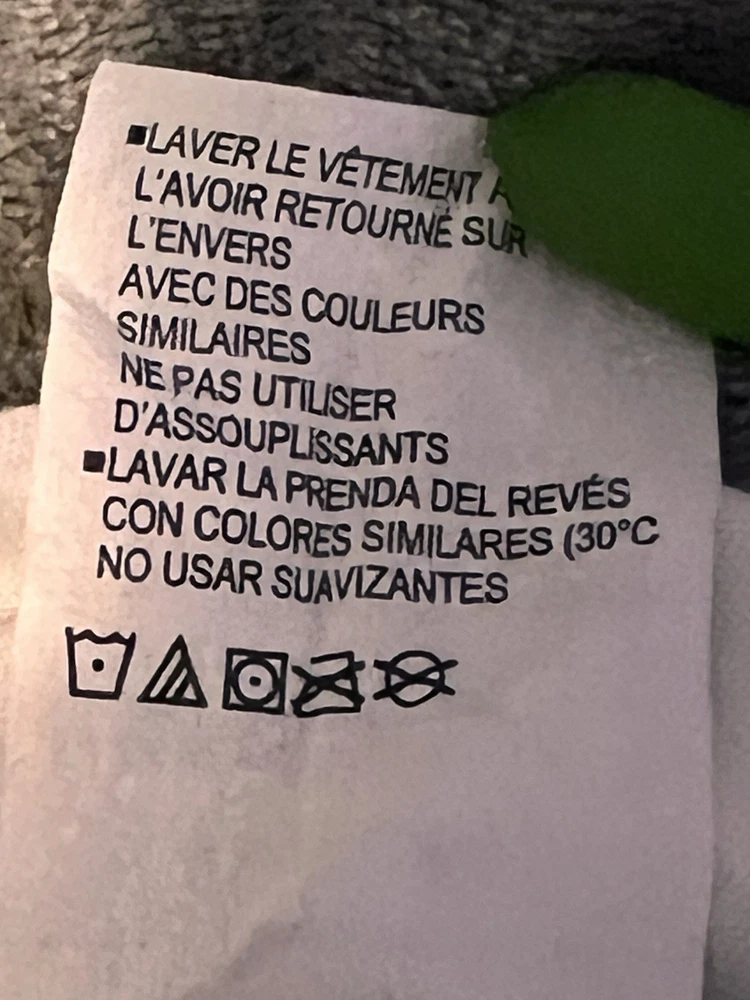 ■LAVER LE VÊTEMENT
L'AVOIR RETOURNÉ SUR
L'ENVERS
AVEC DES COULEURS
SIMILAIRES
NE PAS UTILISER
D'ASSOUPLISSANTS
■LAVAR LA PRENDA DEL REVÉS
CON COLORES SIMILARES (30°C
NO USAR SUAVIZANTES